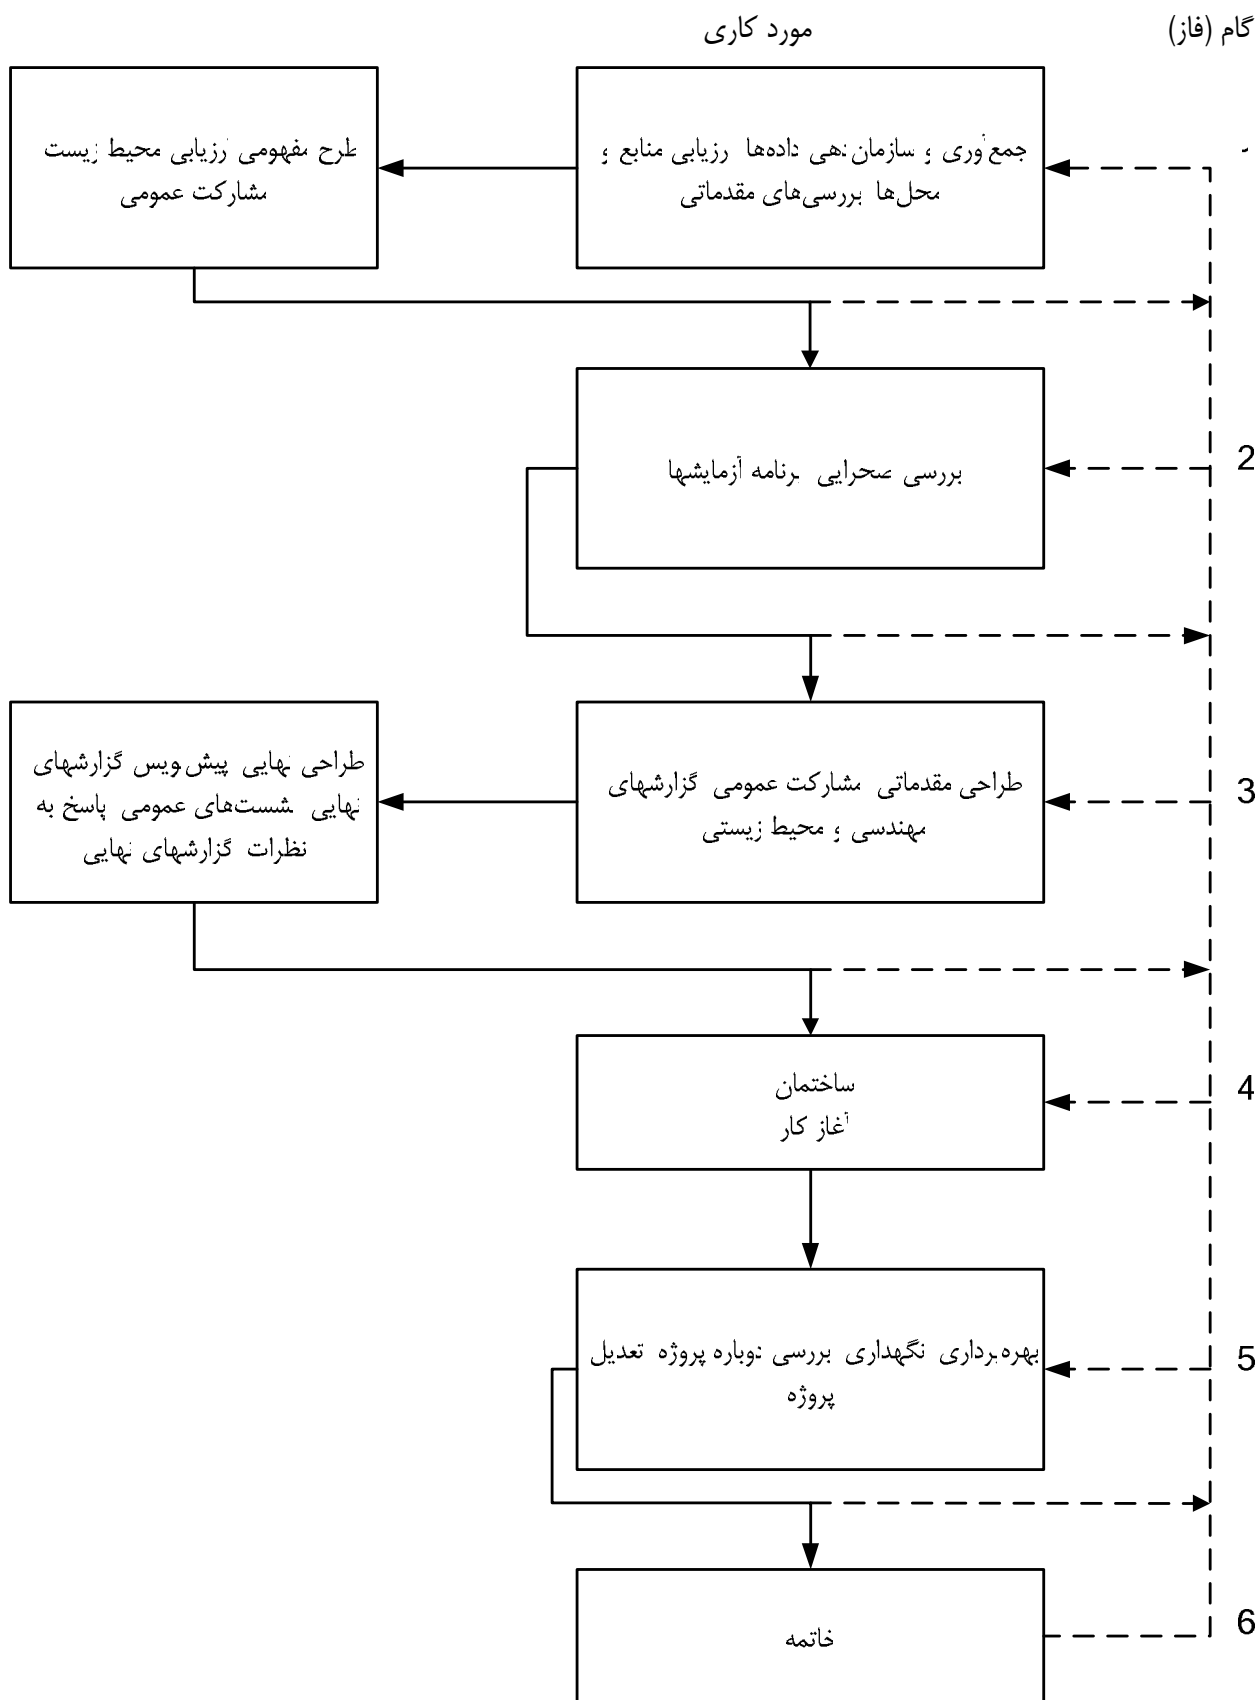 گام (فاز)
مورد کاری
جمع‌آوری و سازمان‌دهی داده‌ها ارزیابی منابع و
محل‌ها بررسی‌های مقدماتی
طرح مفهومی ارزیابی محیط زیست
مشارکت عمومی
2
بررسی صحرایی برنامه آزمایشها
3
طراحی مقدماتی مشارکت عمومی گزارشهای
مهندسی و محیط زیستی
طراحی نهایی پیش‌نویس گزارشهای
نهایی نشست‌های عمومی پاسخ به
نظرات گزارشهای نهایی
4
ساختمان
آغاز کار
5
بهره‌برداری نگهداری بررسی دوباره پروژه تعدیل
پروژه
6
خاتمه